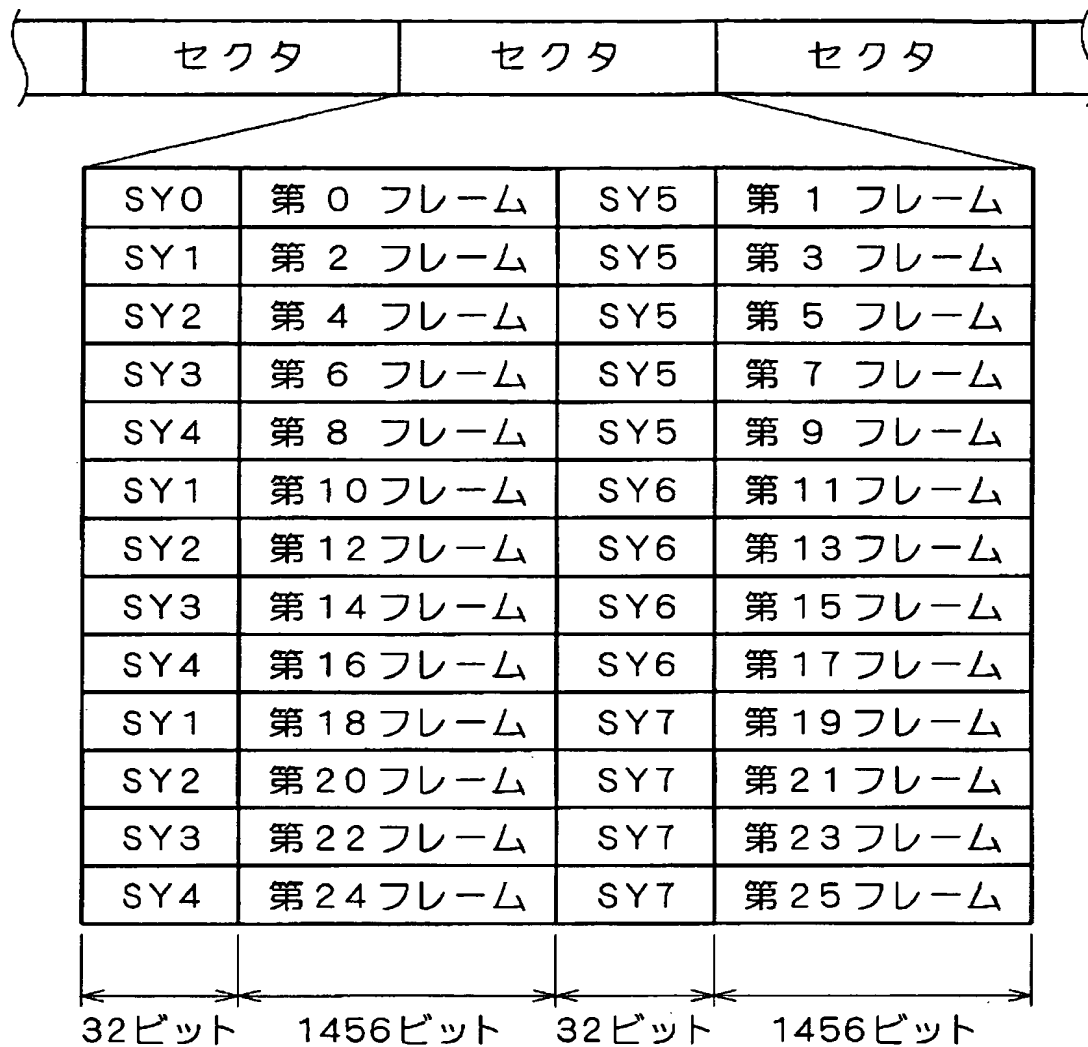 セクタ セクタ セクタ
SY0 第 0 フレーム SY5 第 1 フレーム
SY1 第 2 フレーム SY5 第 3 フレーム
SY2 第 4 フレーム SY5 第 5 フレーム
SY3 第 6 フレーム SY5 第 7 フレーム
SY4 第 8 フレーム SY5 第 9 フレーム
SY1 第10フレーム SY6 第11フレーム
SY2 第12フレーム SY6 第13フレーム
SY3 第14フレーム SY6 第15フレーム
SY4 第16フレーム SY6 第17フレーム
SY1 第18フレーム SY7 第19フレーム
SY2 第20フレーム SY7 第21フレーム
SY3 第22フレーム SY7 第23フレーム
SY4 第24フレーム SY7 第25フレーム
32ビット 1456ビット 32ビット 1456ビット